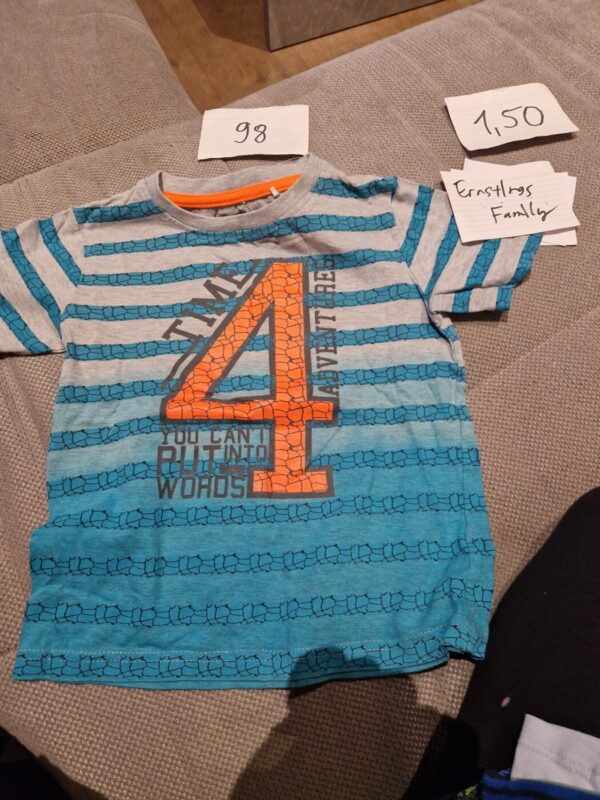 98
1,50
Ernstings
Family
TIME
4
ADVENTURES
YOU CAN'T
PUT INTO
WORDS